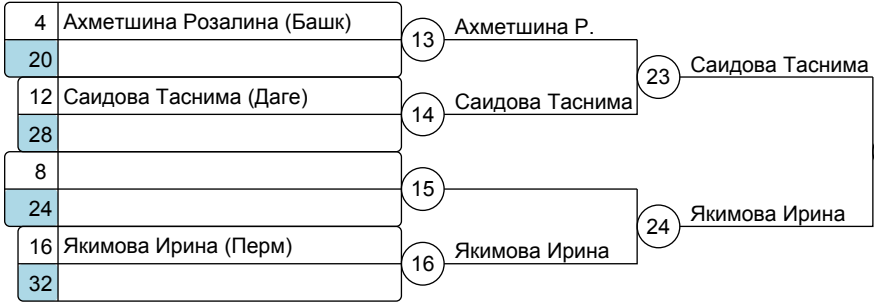 4 Ахметшина Розалина (Башк)
20
13 Ахметшина Р.
12 Саидова Таснима (Даге)
28
14 Саидова Таснима
23 Саидова Таснима
8
24
15
16 Якимова Ирина (Перм)
32
16 Якимова Ирина
24 Якимова Ирина